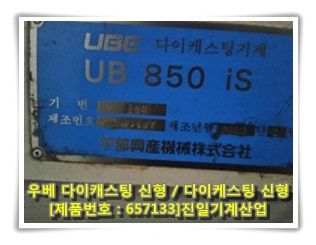 UBE 다이캐스팅기계
UB 850 iS
기 번
제조번호 제조년월
宇部興産機械株式会社
우베 다이캐스팅 신형 / 다이케스팅 신형
[제품번호 : 657133]진일기계산업